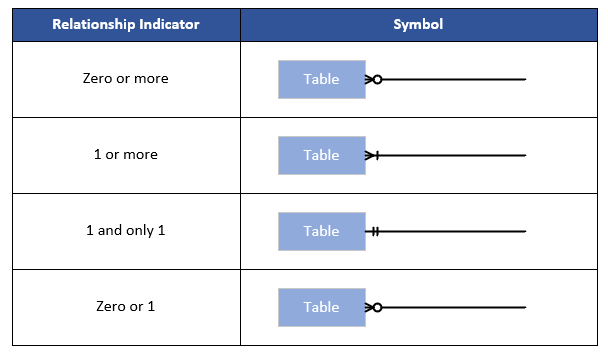 Relationship Indicator Symbol
Zero or more Table
1 or more Table
1 and only 1 Table
Zero or 1 Table